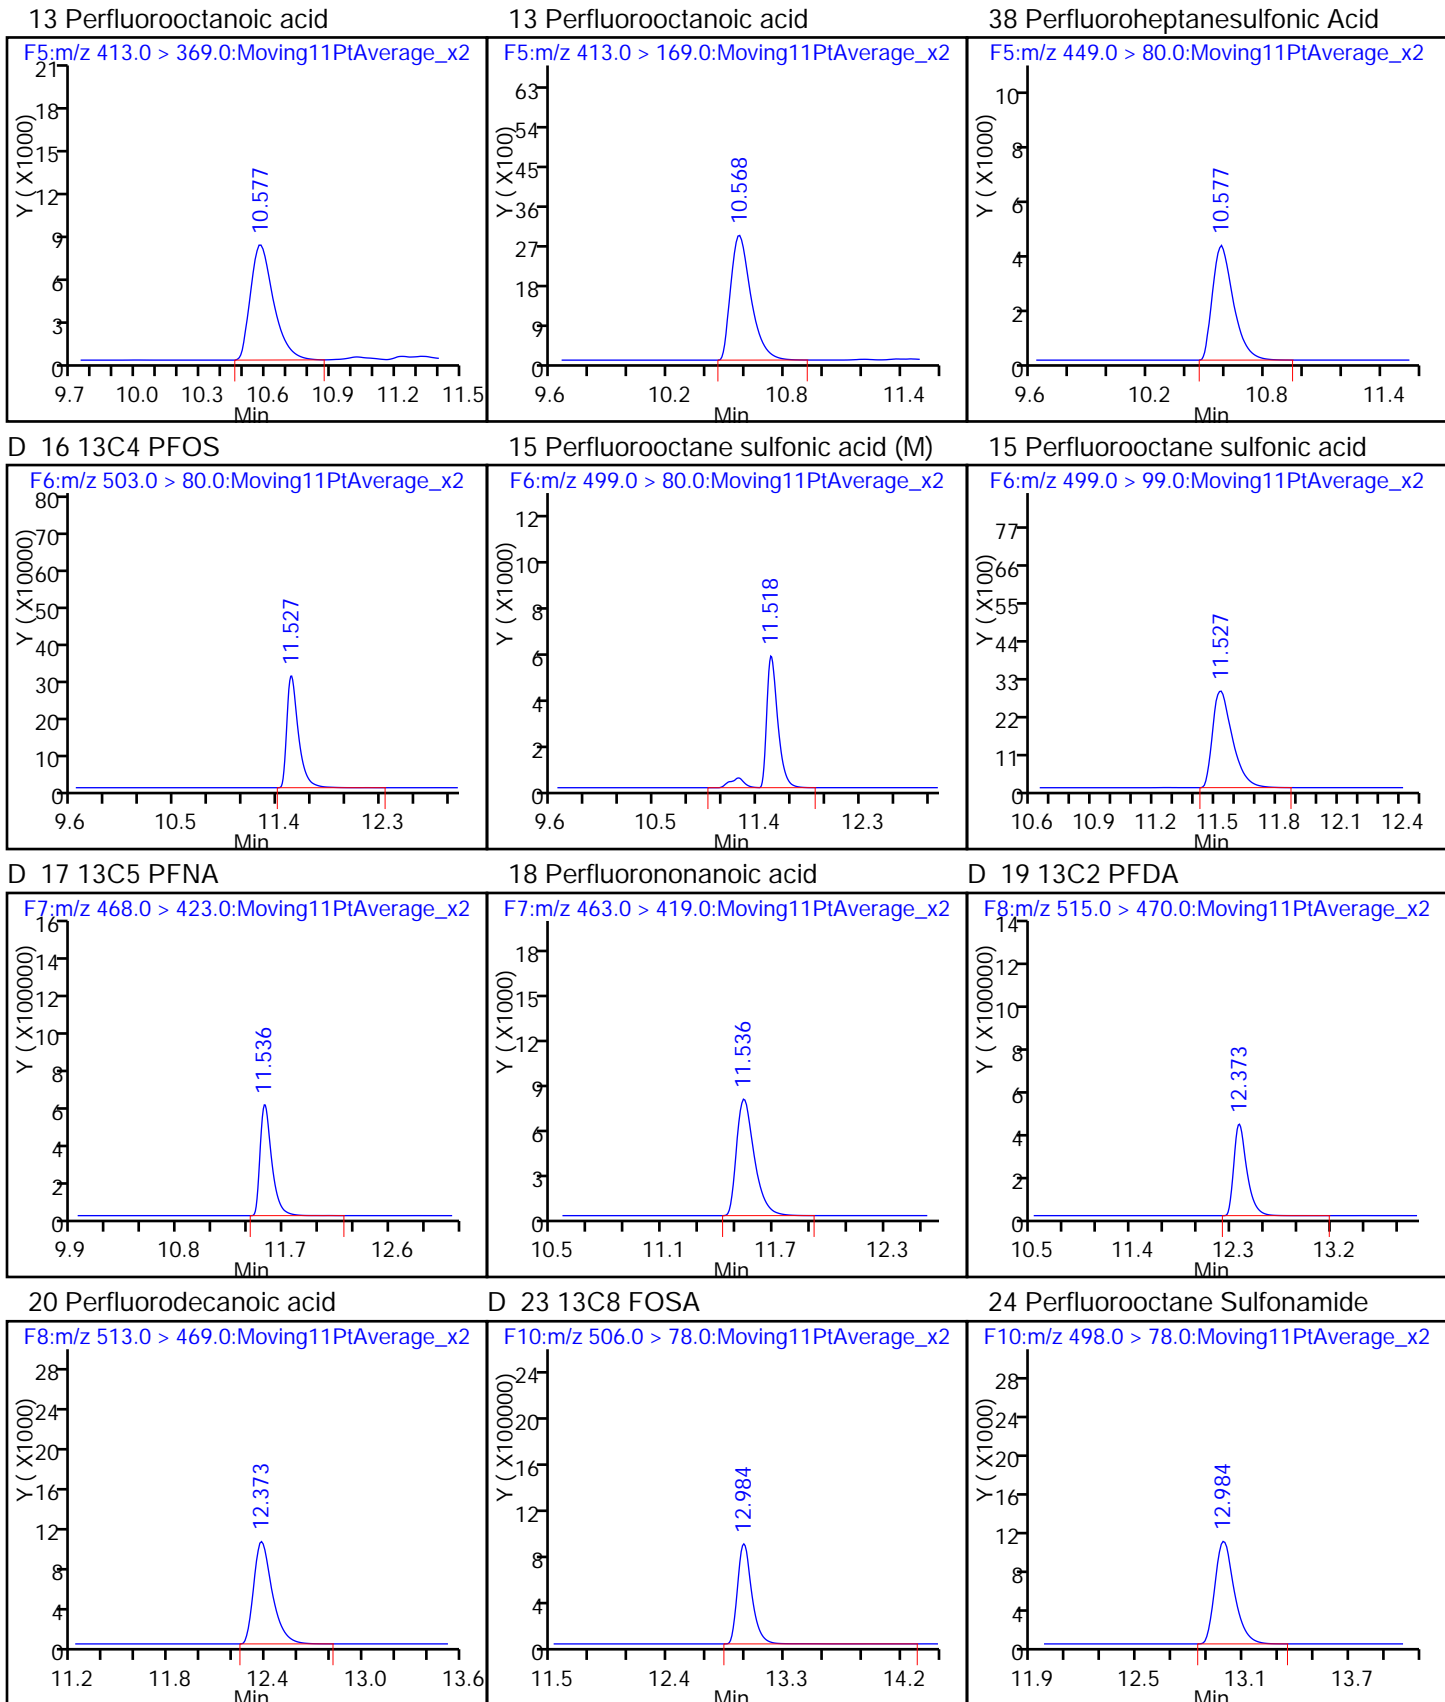 13 Perfluorooctanoic acid
F5:m/z 413.0 > 369.0:Moving11PtAverage_x2
Y ( X1000)
21
18
15
12
9
6
3
0
10.577
9.7 10.0 10.3 10.6 10.9 11.2 11.5
Min
13 Perfluorooctanoic acid
F5:m/z 413.0 > 169.0:Moving11PtAverage_x2
Y ( X100)
63
54
45
36
27
18
9
0
10.568
9.6 10.2 10.8 11.4
Min
38 Perfluoroheptanesulfonic Acid
F5:m/z 449.0 > 80.0:Moving11PtAverage_x2
Y ( X1000)
10
8
6
4
2
0
10.577
9.6 10.2 10.8 11.4
Min
D 16 13C4 PFOS
F6:m/z 503.0 > 80.0:Moving11PtAverage_x2
Y ( X10000)
80
70
60
50
40
30
20
10
0
11.527
9.6 10.5 11.4 12.3
Min
15 Perfluorooctane sulfonic acid (M)
F6:m/z 499.0 > 80.0:Moving11PtAverage_x2
Y ( X1000)
12
10
8
6
4
2
0
11.518
9.6 10.5 11.4 12.3
Min
15 Perfluorooctane sulfonic acid
F6:m/z 499.0 > 99.0:Moving11PtAverage_x2
Y ( X100)
77
66
55
44
33
22
11
0
11.527
10.6 10.9 11.2 11.5 11.8 12.1 12.4
Min
D 17 13C5 PFNA
F7:m/z 468.0 > 423.0:Moving11PtAverage_x2
Y ( X100000)
16
14
12
10
8
6
4
2
0
11.536
9.9 10.8 11.7 12.6
Min
18 Perfluorononanoic acid
F7:m/z 463.0 > 419.0:Moving11PtAverage_x2
Y ( X1000)
18
15
12
9
6
3
0
11.536
10.5 11.1 11.7 12.3
Min
D 19 13C2 PFDA
F8:m/z 515.0 > 470.0:Moving11PtAverage_x2
Y ( X100000)
14
12
10
8
6
4
2
0
12.373
10.5 11.4 12.3 13.2
Min
20 Perfluorodecanoic acid
F8:m/z 513.0 > 469.0:Moving11PtAverage_x2
Y ( X1000)
28
24
20
16
12
8
4
0
12.373
11.2 11.8 12.4 13.0 13.6
Min
D 23 13C8 FOSA
F10:m/z 506.0 > 78.0:Moving11PtAverage_x2
Y ( X100000)
24
20
16
12
8
4
0
12.984
11.5 12.4 13.3 14.2
Min
24 Perfluorooctane Sulfonamide
F10:m/z 498.0 > 78.0:Moving11PtAverage_x2
Y ( X1000)
28
24
20
16
12
8
4
0
12.984
11.9 12.5 13.1 13.7
Min